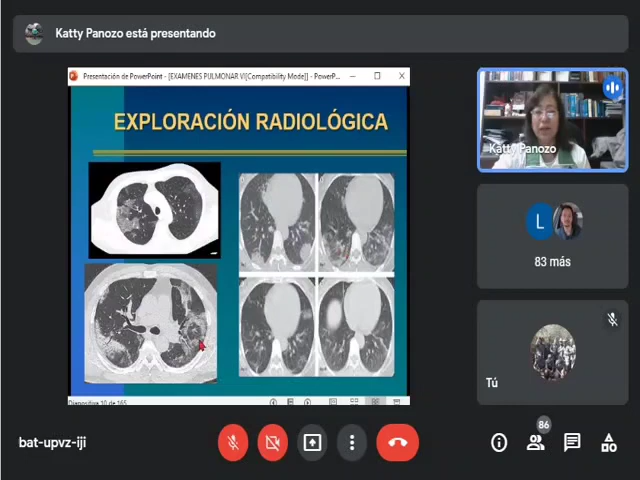 Katty Panozo está presentando
Presentación de PowerPoint - [EXAMENES PULMONAR VI[Compatibility Mode]] - PowerP...
EXPLORACIÓN RADIOLÓGICA
Diapositiva 10 de 165
Katty Panozo
L
83 más
Tú
bat-upvz-iji
86